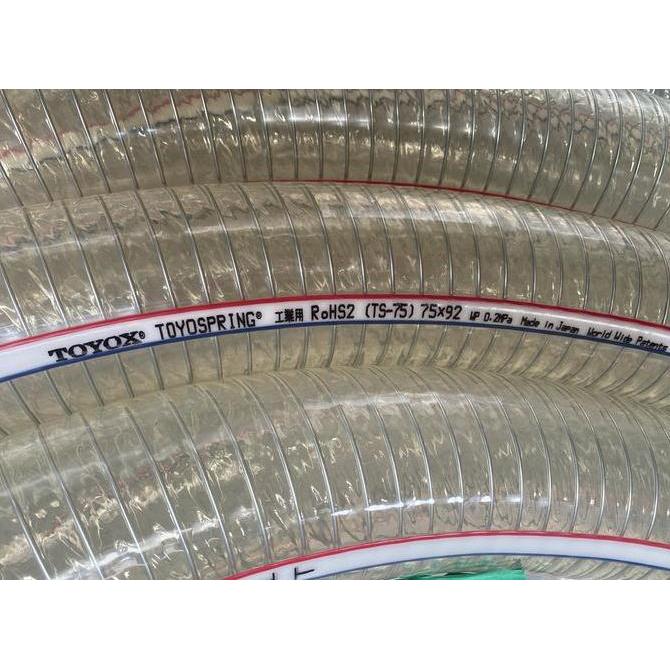 TOYOX® TOYOSPRING® 工業用 RoHS2 (TS-75) 75×92 WP 0.2MPa Made in Japan World Wide Patents